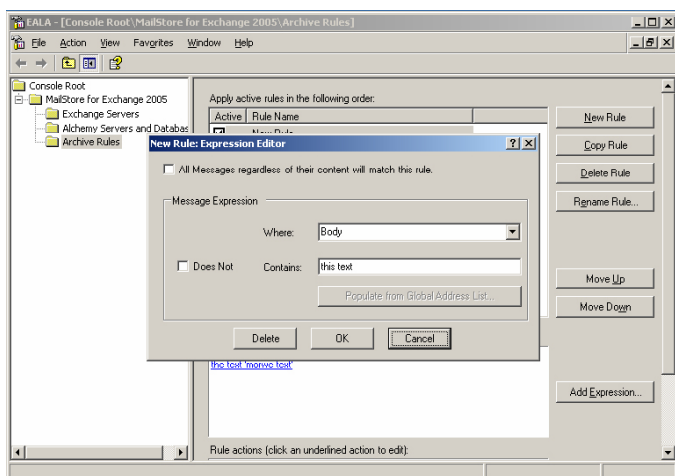 EALA - [Console Root\MailStore for Exchange 2005\Archive Rules]
File Action View Favorites Window Help
Console Root
MailStore for Exchange 2005
Exchange Servers
Alchemy Servers and Databas
Archive Rules
Apply active rules in the following order:
Active Rule Name
New Rule
New Rule
Copy Rule
Delete Rule
Rename Rule...
Move Up
Move Down
New Rule: Expression Editor
All Messages regardless of their content will match this rule.
Message Expression
Where: Body
Does Not Contains: this text
Populate from Global Address List...
Delete OK Cancel
the text 'morwe text'
Add Expression...
Rule actions (click an underlined action to edit):